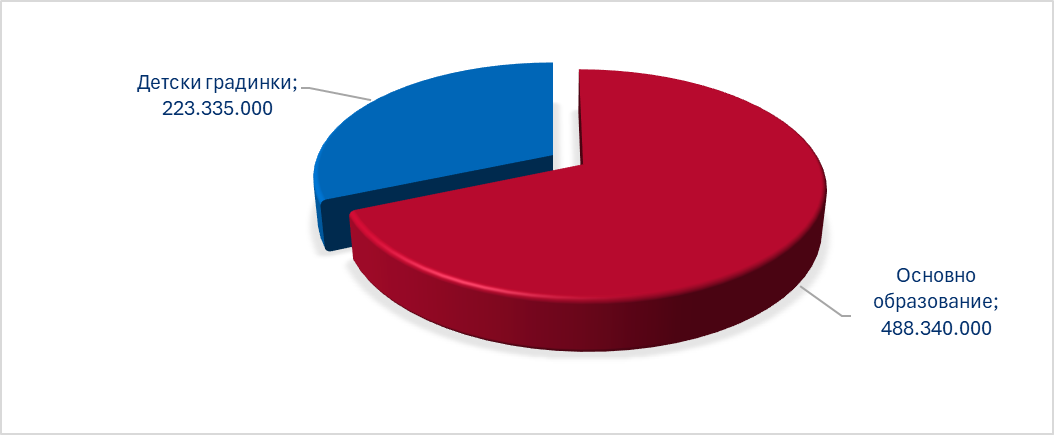 Детски градинки;
223.335.000
Основно
образование;
488.340.000